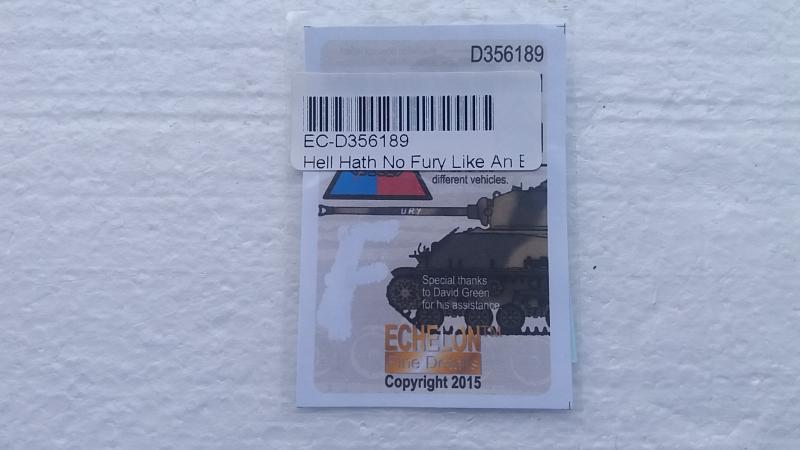 D356189
EC-D356189
Hell Hath No Fury Like An E
different vehicles.
URY
F
Special thanks
to David Green
for his assistance
ECHELON™
Fine Details
Copyright 2015